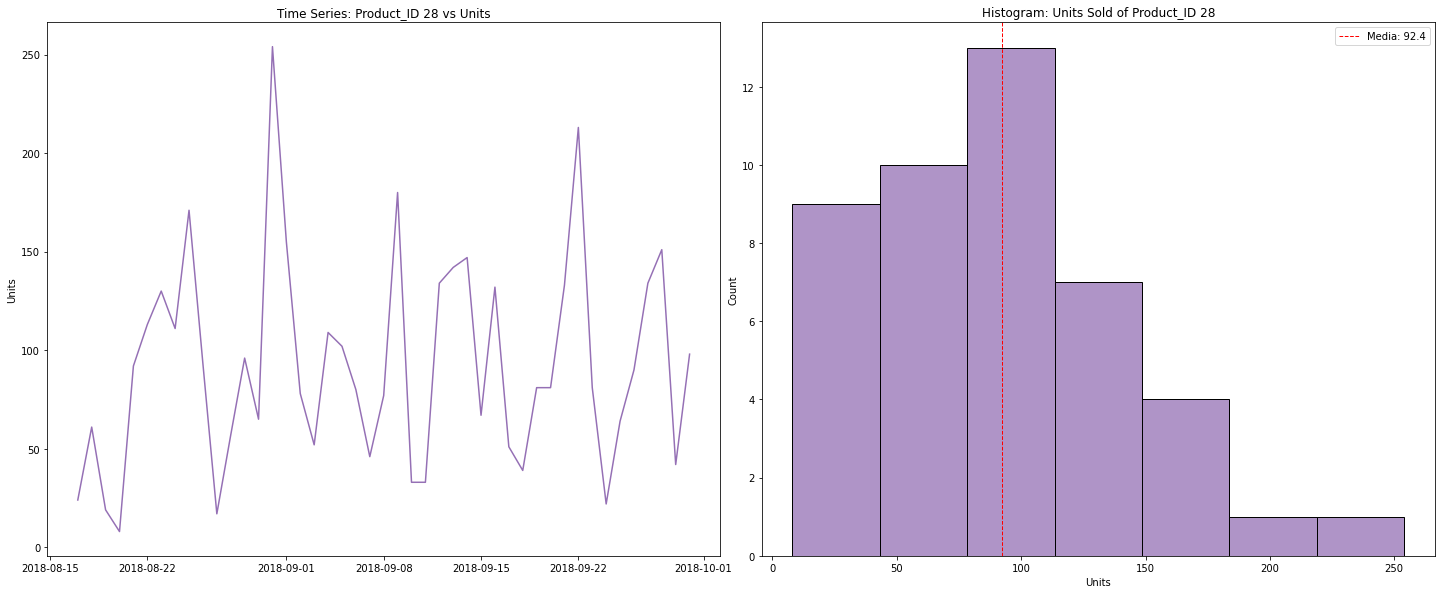 Time Series: Product_ID 28 vs Units
Units
250
200
150
100
50
0
2018-08-15 2018-08-22 2018-09-01 2018-09-08 2018-09-15 2018-09-22 2018-10-01
Histogram: Units Sold of Product_ID 28
Media: 92.4
Count
12
10
8
6
4
2
0
0 50 100 150 200 250
Units